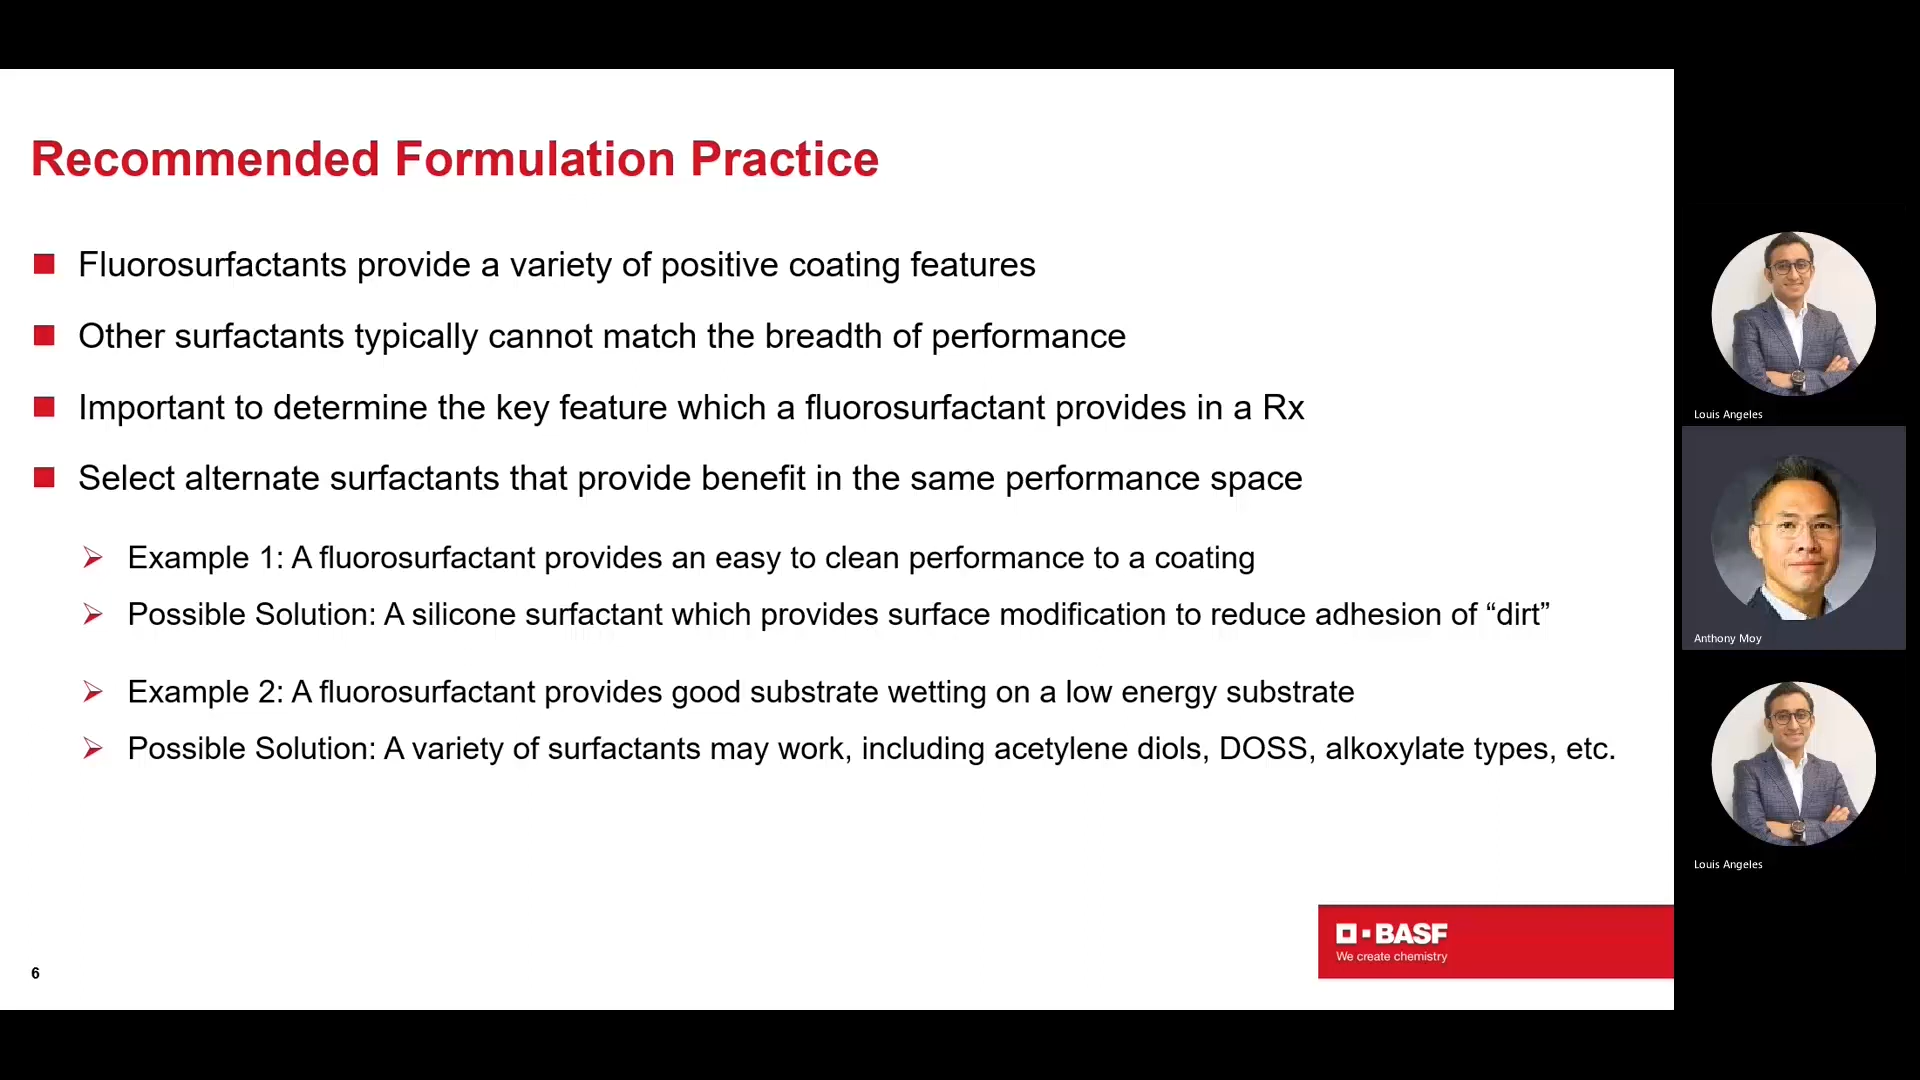 Recommended Formulation Practice
Fluorosurfactants provide a variety of positive coating features
Other surfactants typically cannot match the breadth of performance
Important to determine the key feature which a fluorosurfactant provides in a Rx
Select alternate surfactants that provide benefit in the same performance space
Example 1: A fluorosurfactant provides an easy to clean performance to a coating
Possible Solution: A silicone surfactant which provides surface modification to reduce adhesion of “dirt”
Example 2: A fluorosurfactant provides good substrate wetting on a low energy substrate
Possible Solution: A variety of surfactants may work, including acetylene diols, DOSS, alkoxylate types, etc.
BASF
We create chemistry
6
Louis Angeles
Anthony Moy
Louis Angeles